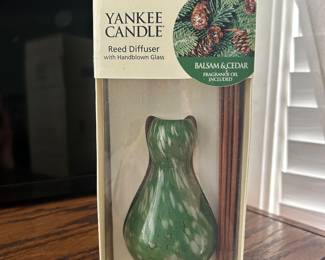 YANKEE
CANDLE®
Reed Diffuser
with Handblown Glass
BALSAM & CEDAR
FRAGRANCE OIL
INCLUDED